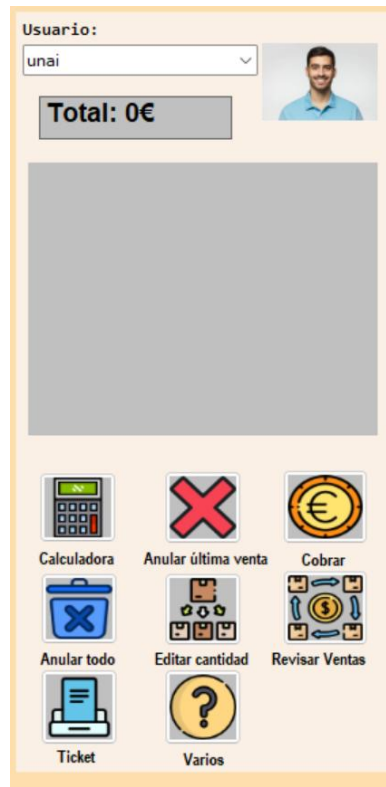 Usuario:
unai
Total: 0€
Calculadora
Anular última venta
Cobrar
Anular todo
Editar cantidad
Revisar Ventas
Ticket
Varios